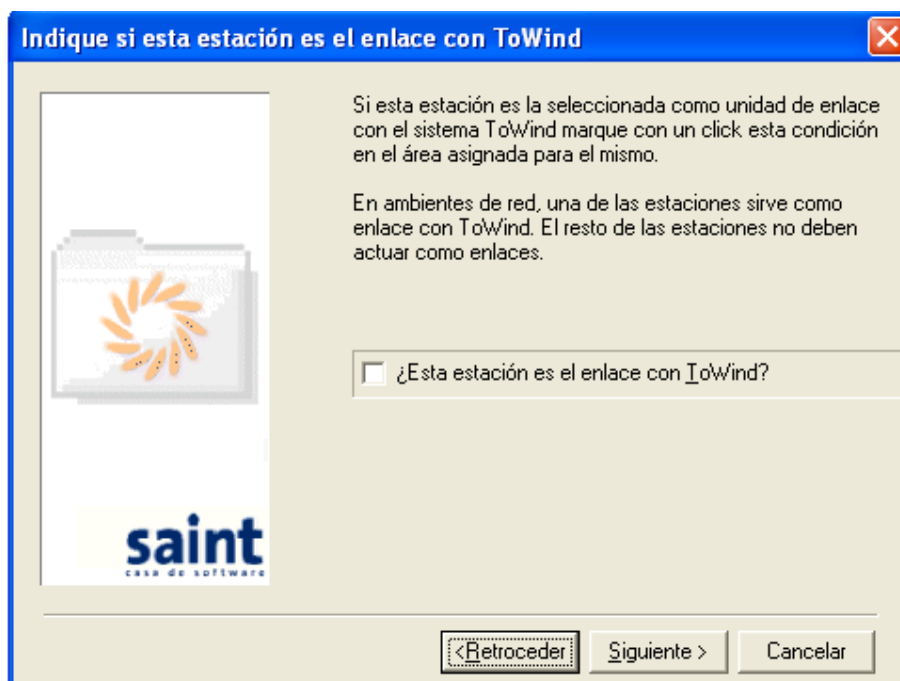 Indique si esta estación es el enlace con ToWind
Si esta estación es la seleccionada como unidad de enlace
con el sistema ToWind marque con un click esta condición
en el área asignada para el mismo.
En ambientes de red, una de las estaciones sirve como
enlace con ToWind. El resto de las estaciones no deben
actuar como enlaces.
¿Esta estación es el enlace con ToWind?
saint
casa de software
<Retroceder
Siguiente >
Cancelar